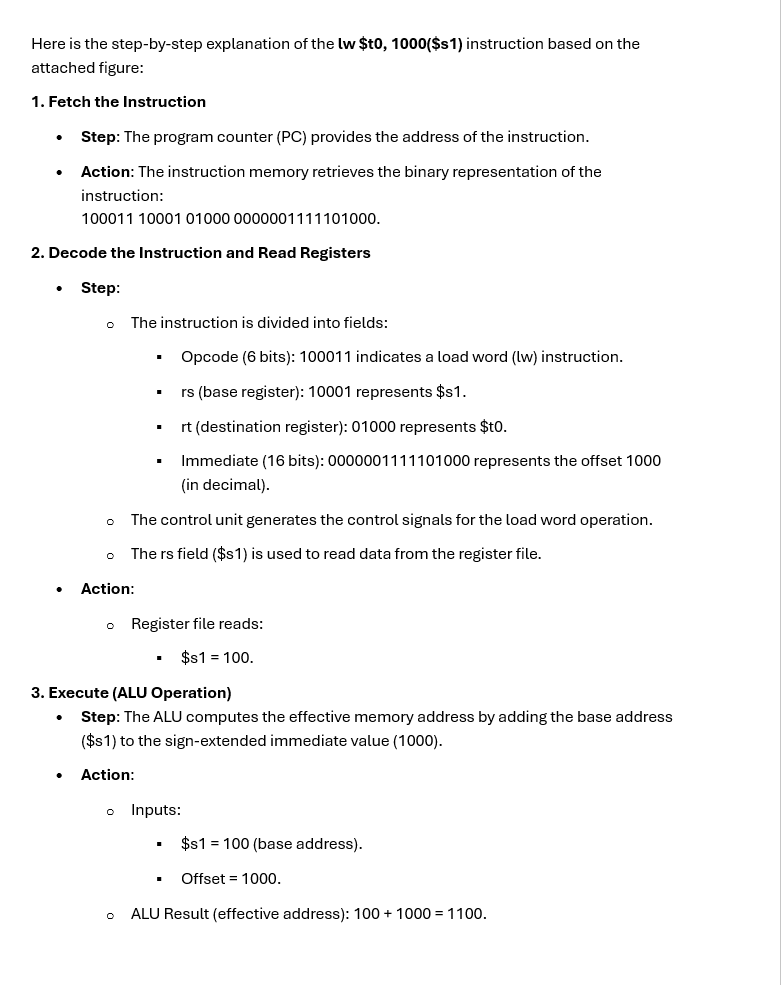 Here is the step-by-step explanation of the lw $t0, 1000($s1) instruction based on the
attached figure:
1. Fetch the Instruction
• Step: The program counter (PC) provides the address of the instruction.
• Action: The instruction memory retrieves the binary representation of the
instruction:
100011 10001 01000 0000001111101000.
2. Decode the Instruction and Read Registers
• Step:
o The instruction is divided into fields:
▪ Opcode (6 bits): 100011 indicates a load word (lw) instruction.
▪ rs (base register): 10001 represents $s1.
▪ rt (destination register): 01000 represents $t0.
▪ Immediate (16 bits): 0000001111101000 represents the offset 1000
(in decimal).
o The control unit generates the control signals for the load word operation.
o The rs field ($s1) is used to read data from the register file.
• Action:
o Register file reads:
▪ $s1 = 100.
3. Execute (ALU Operation)
• Step: The ALU computes the effective memory address by adding the base address
($s1) to the sign-extended immediate value (1000).
• Action:
o Inputs:
▪ $s1 = 100 (base address).
▪ Offset = 1000.
o ALU Result (effective address): 100 + 1000 = 1100.